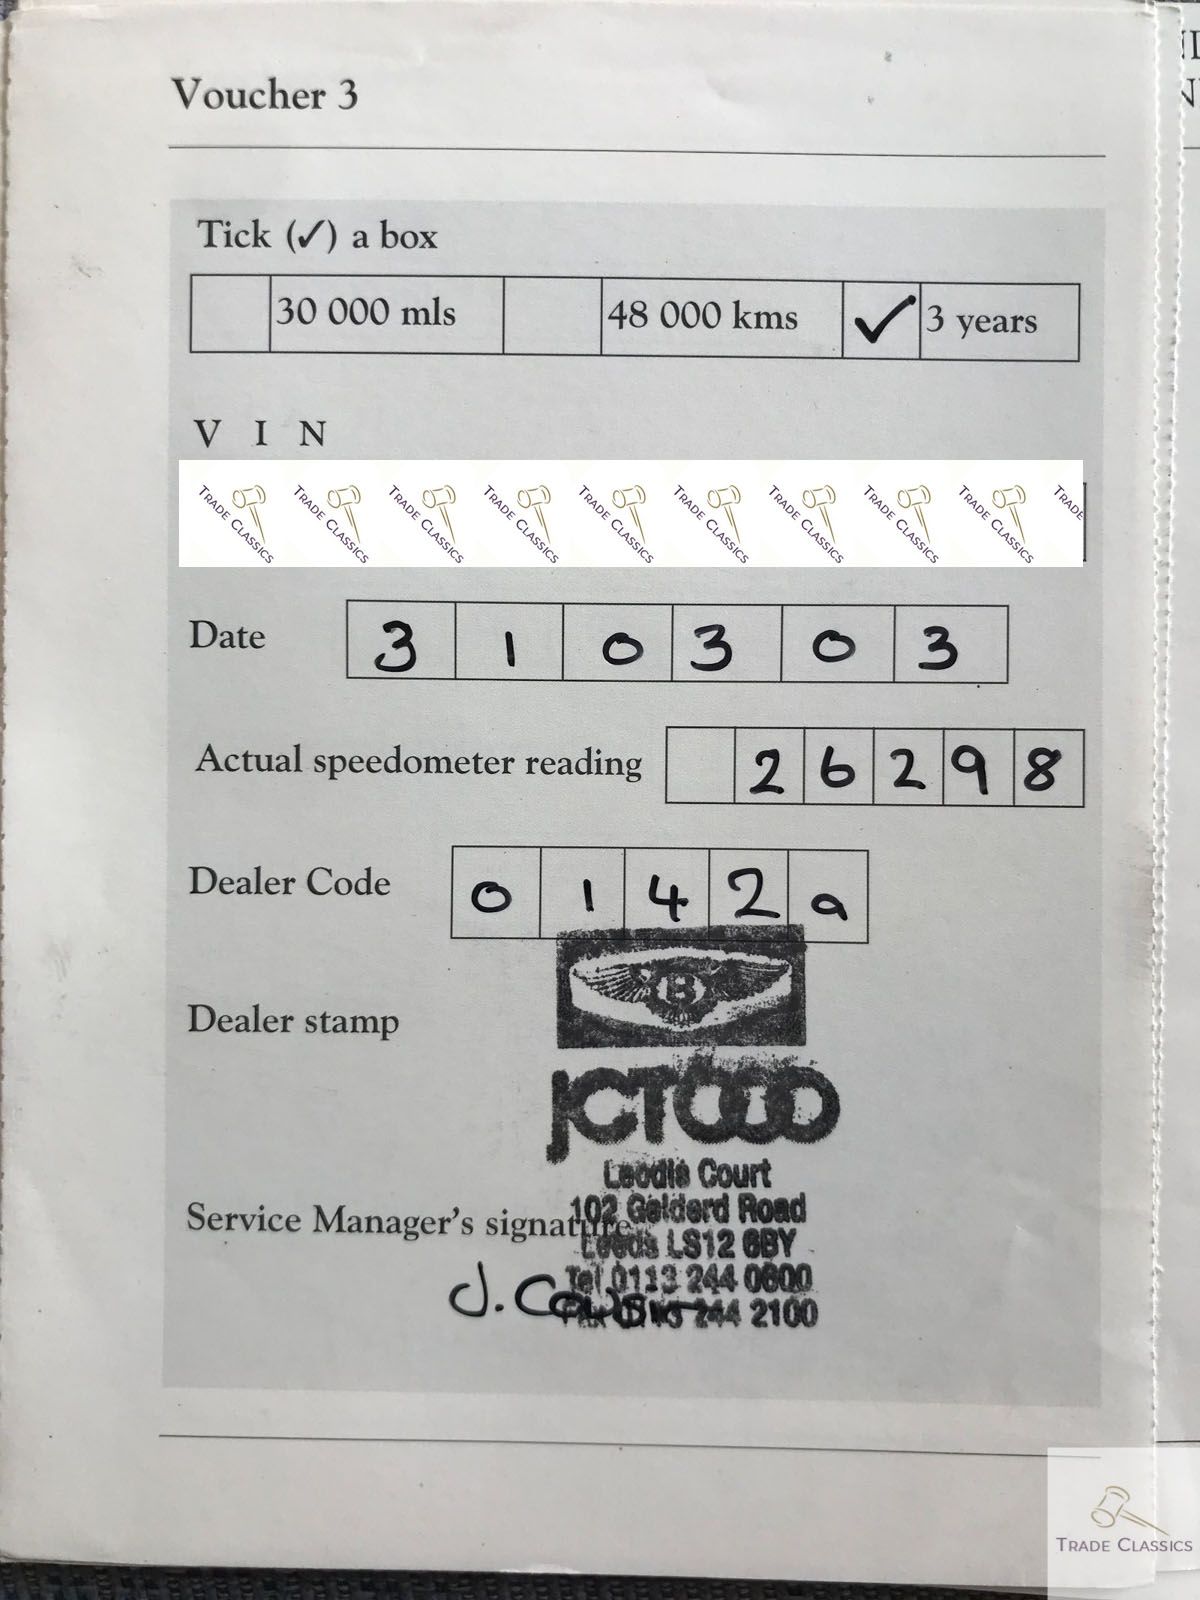 Voucher 3
Tick (✓) a box
30 000 mls 48 000 kms ✓ 3 years
V I N
TRADE CLASSICS TRADE CLASSICS TRADE CLASSICS TRADE CLASSICS TRADE CLASSICS TRADE CLASSICS TRADE CLASSICS TRADE CLASSICS TRADE CLASSICS TRADE
Date 3 1 0 3 0 3
Actual speedometer reading 2 6 2 9 8
Dealer Code 0 1 4 2 a
B
Dealer stamp
JCT600
Leodis Court
102 Gelderd Road
Service Manager's signature
Leeds LS12 6BY
Tel 0113 244 0600
J.
244 2100
TRADE CLASSICS